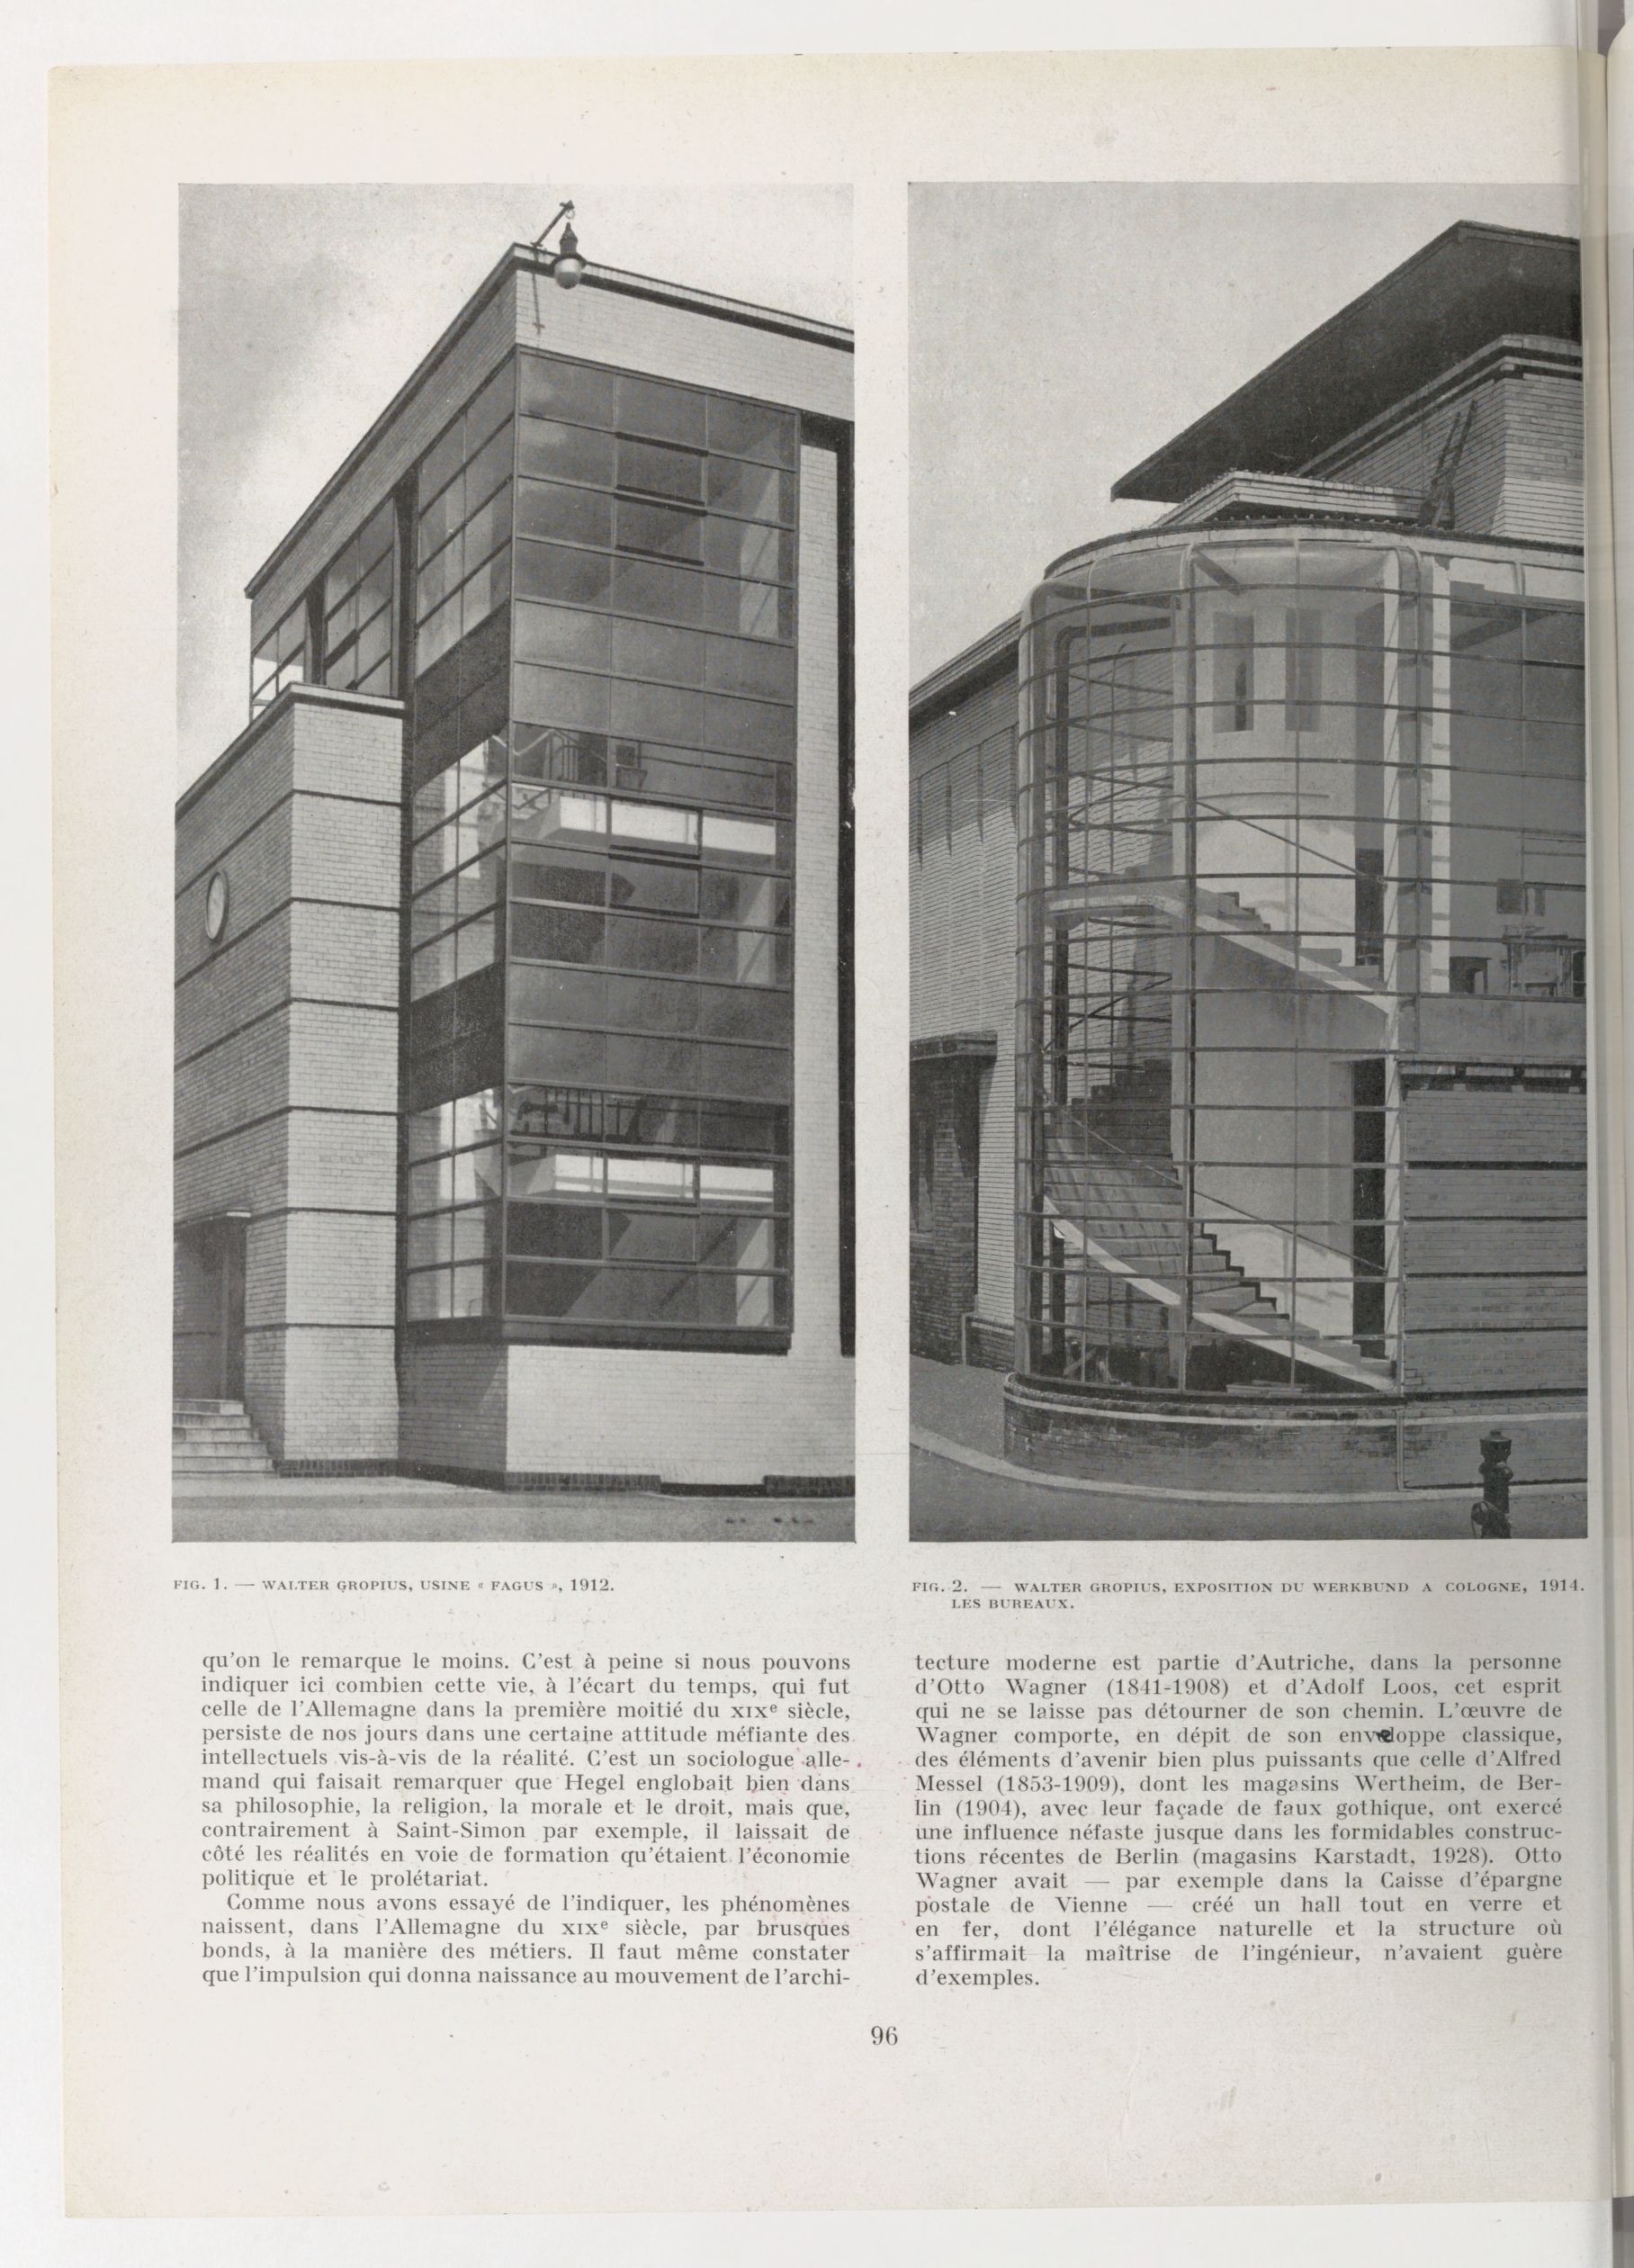 FIG. 1. — WALTER GROPIUS, USINE « FAGUS », 1912.
FIG. 2. — WALTER GROPIUS, EXPOSITION DU WERKBUND A COLOGNE, 1914.
LES BUREAUX.
qu'on le remarque le moins. C'est à peine si nous pouvons
indiquer ici combien cette vie, à l'écart du temps, qui fut
celle de l'Allemagne dans la première moitié du XIXe siècle,
persiste de nos jours dans une certaine attitude méfiante des
intellectuels vis-à-vis de la réalité. C'est un sociologue alle-
mand qui faisait remarquer que Hegel englobait bien dans
sa philosophie, la religion, la morale et le droit, mais que,
contrairement à Saint-Simon par exemple, il laissait de
côté les réalités en voie de formation qu'étaient l'économie
politique et le prolétariat.
Comme nous avons essayé de l'indiquer, les phénomènes
naissent, dans l'Allemagne du XIXe siècle, par brusques
bonds, à la manière des métiers. Il faut même constater
que l'impulsion qui donna naissance au mouvement de l'archi-
tecture moderne est partie d'Autriche, dans la personne
d'Otto Wagner (1841-1908) et d'Adolf Loos, cet esprit
qui ne se laisse pas détourner de son chemin. L'œuvre de
Wagner comporte, en dépit de son enveloppe classique,
des éléments d'avenir bien plus puissants que celle d'Alfred
Messel (1853-1909), dont les magasins Wertheim, de Ber-
lin (1904), avec leur façade de faux gothique, ont exercé
une influence néfaste jusque dans les formidables construc-
tions récentes de Berlin (magasins Karstadt, 1928). Otto
Wagner avait — par exemple dans la Caisse d'épargne
postale de Vienne — créé un hall tout en verre et
en fer, dont l'élégance naturelle et la structure où
s'affirmait la maîtrise de l'ingénieur, n'avaient guère
d'exemples.
96